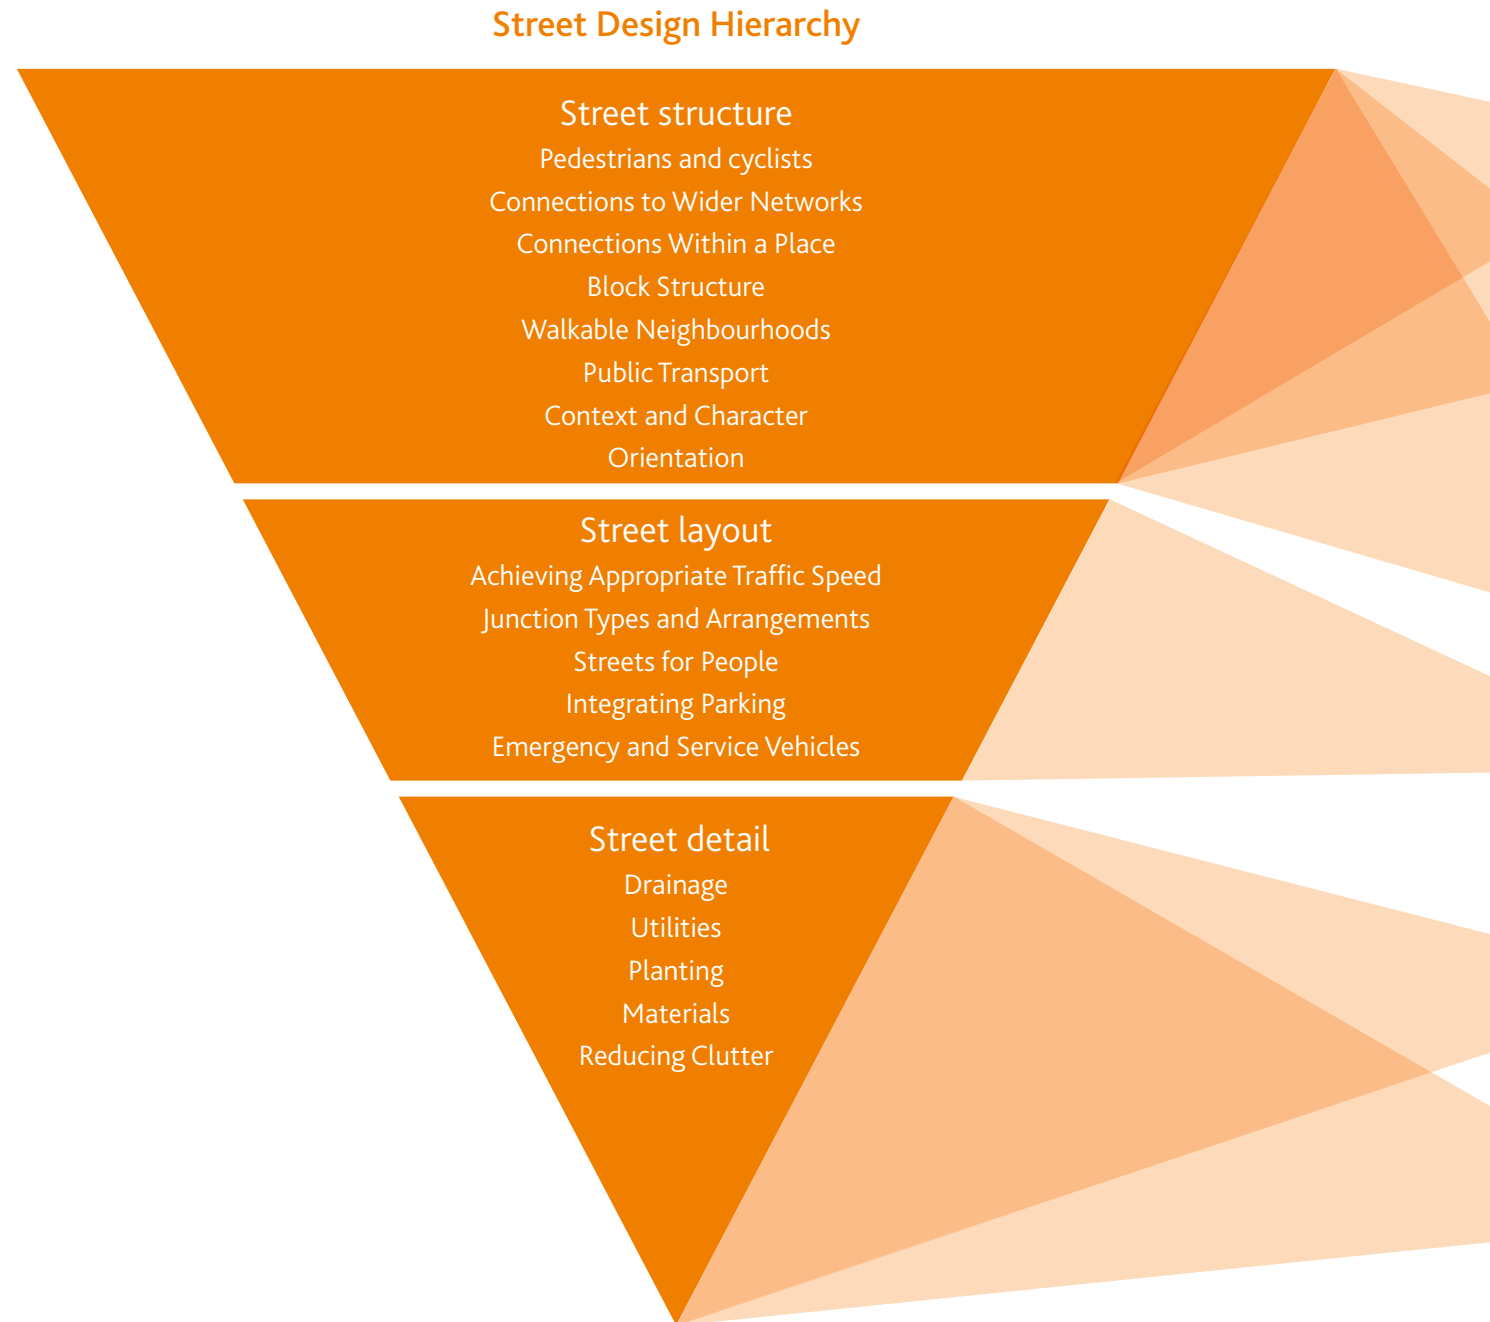 Street Design Hierarchy
Street structure
Pedestrians and cyclists
Connections to Wider Networks
Connections Within a Place
Block Structure
Walkable Neighbourhoods
Public Transport
Context and Character
Orientation
Street layout
Achieving Appropriate Traffic Speed
Junction Types and Arrangements
Streets for People
Integrating Parking
Emergency and Service Vehicles
Street detail
Drainage
Utilities
Planting
Materials
Reducing Clutter